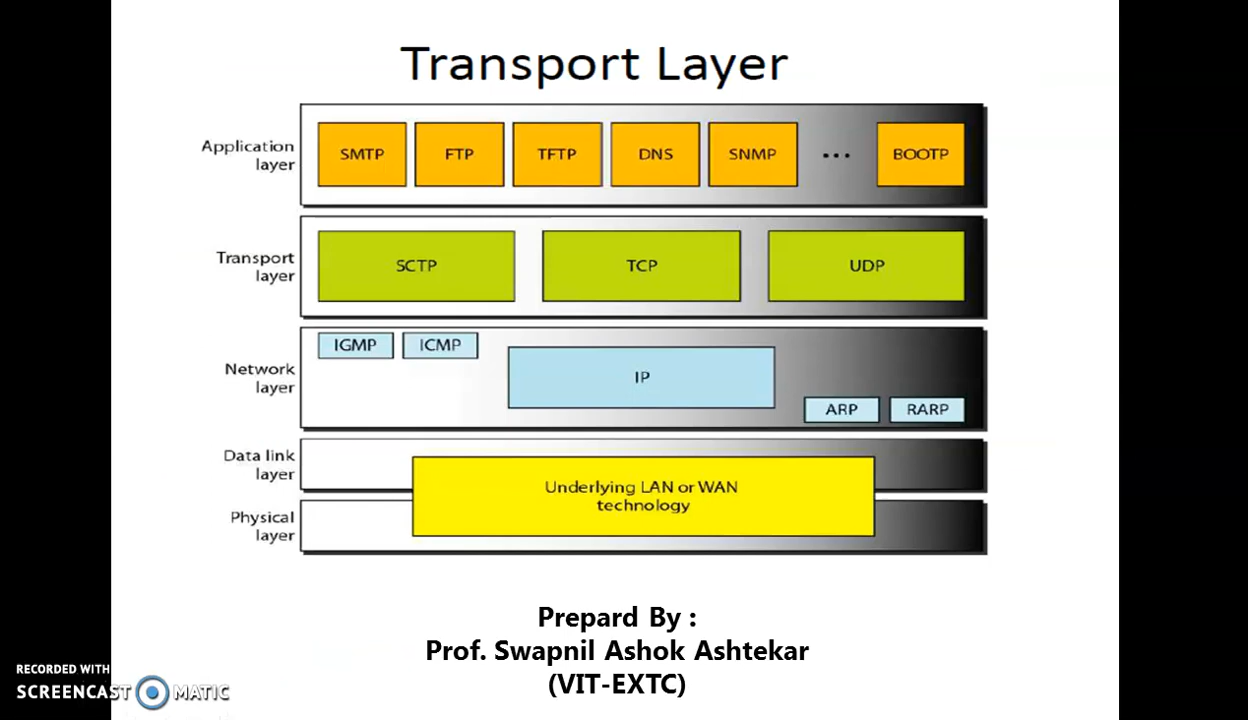 Transport Layer
Application
layer
SMTP
FTP
TFTP
DNS
SNMP
...
BOOTP
Transport
layer
SCTP
TCP
UDP
Network
layer
IGMP
ICMP
IP
ARP
RARP
Data link
layer
Underlying LAN or WAN
technology
Physical
layer
Prepard By :
Prof. Swapnil Ashok Ashtekar
(VIT-EXTC)
RECORDED WITH
SCREENCAST MATIC